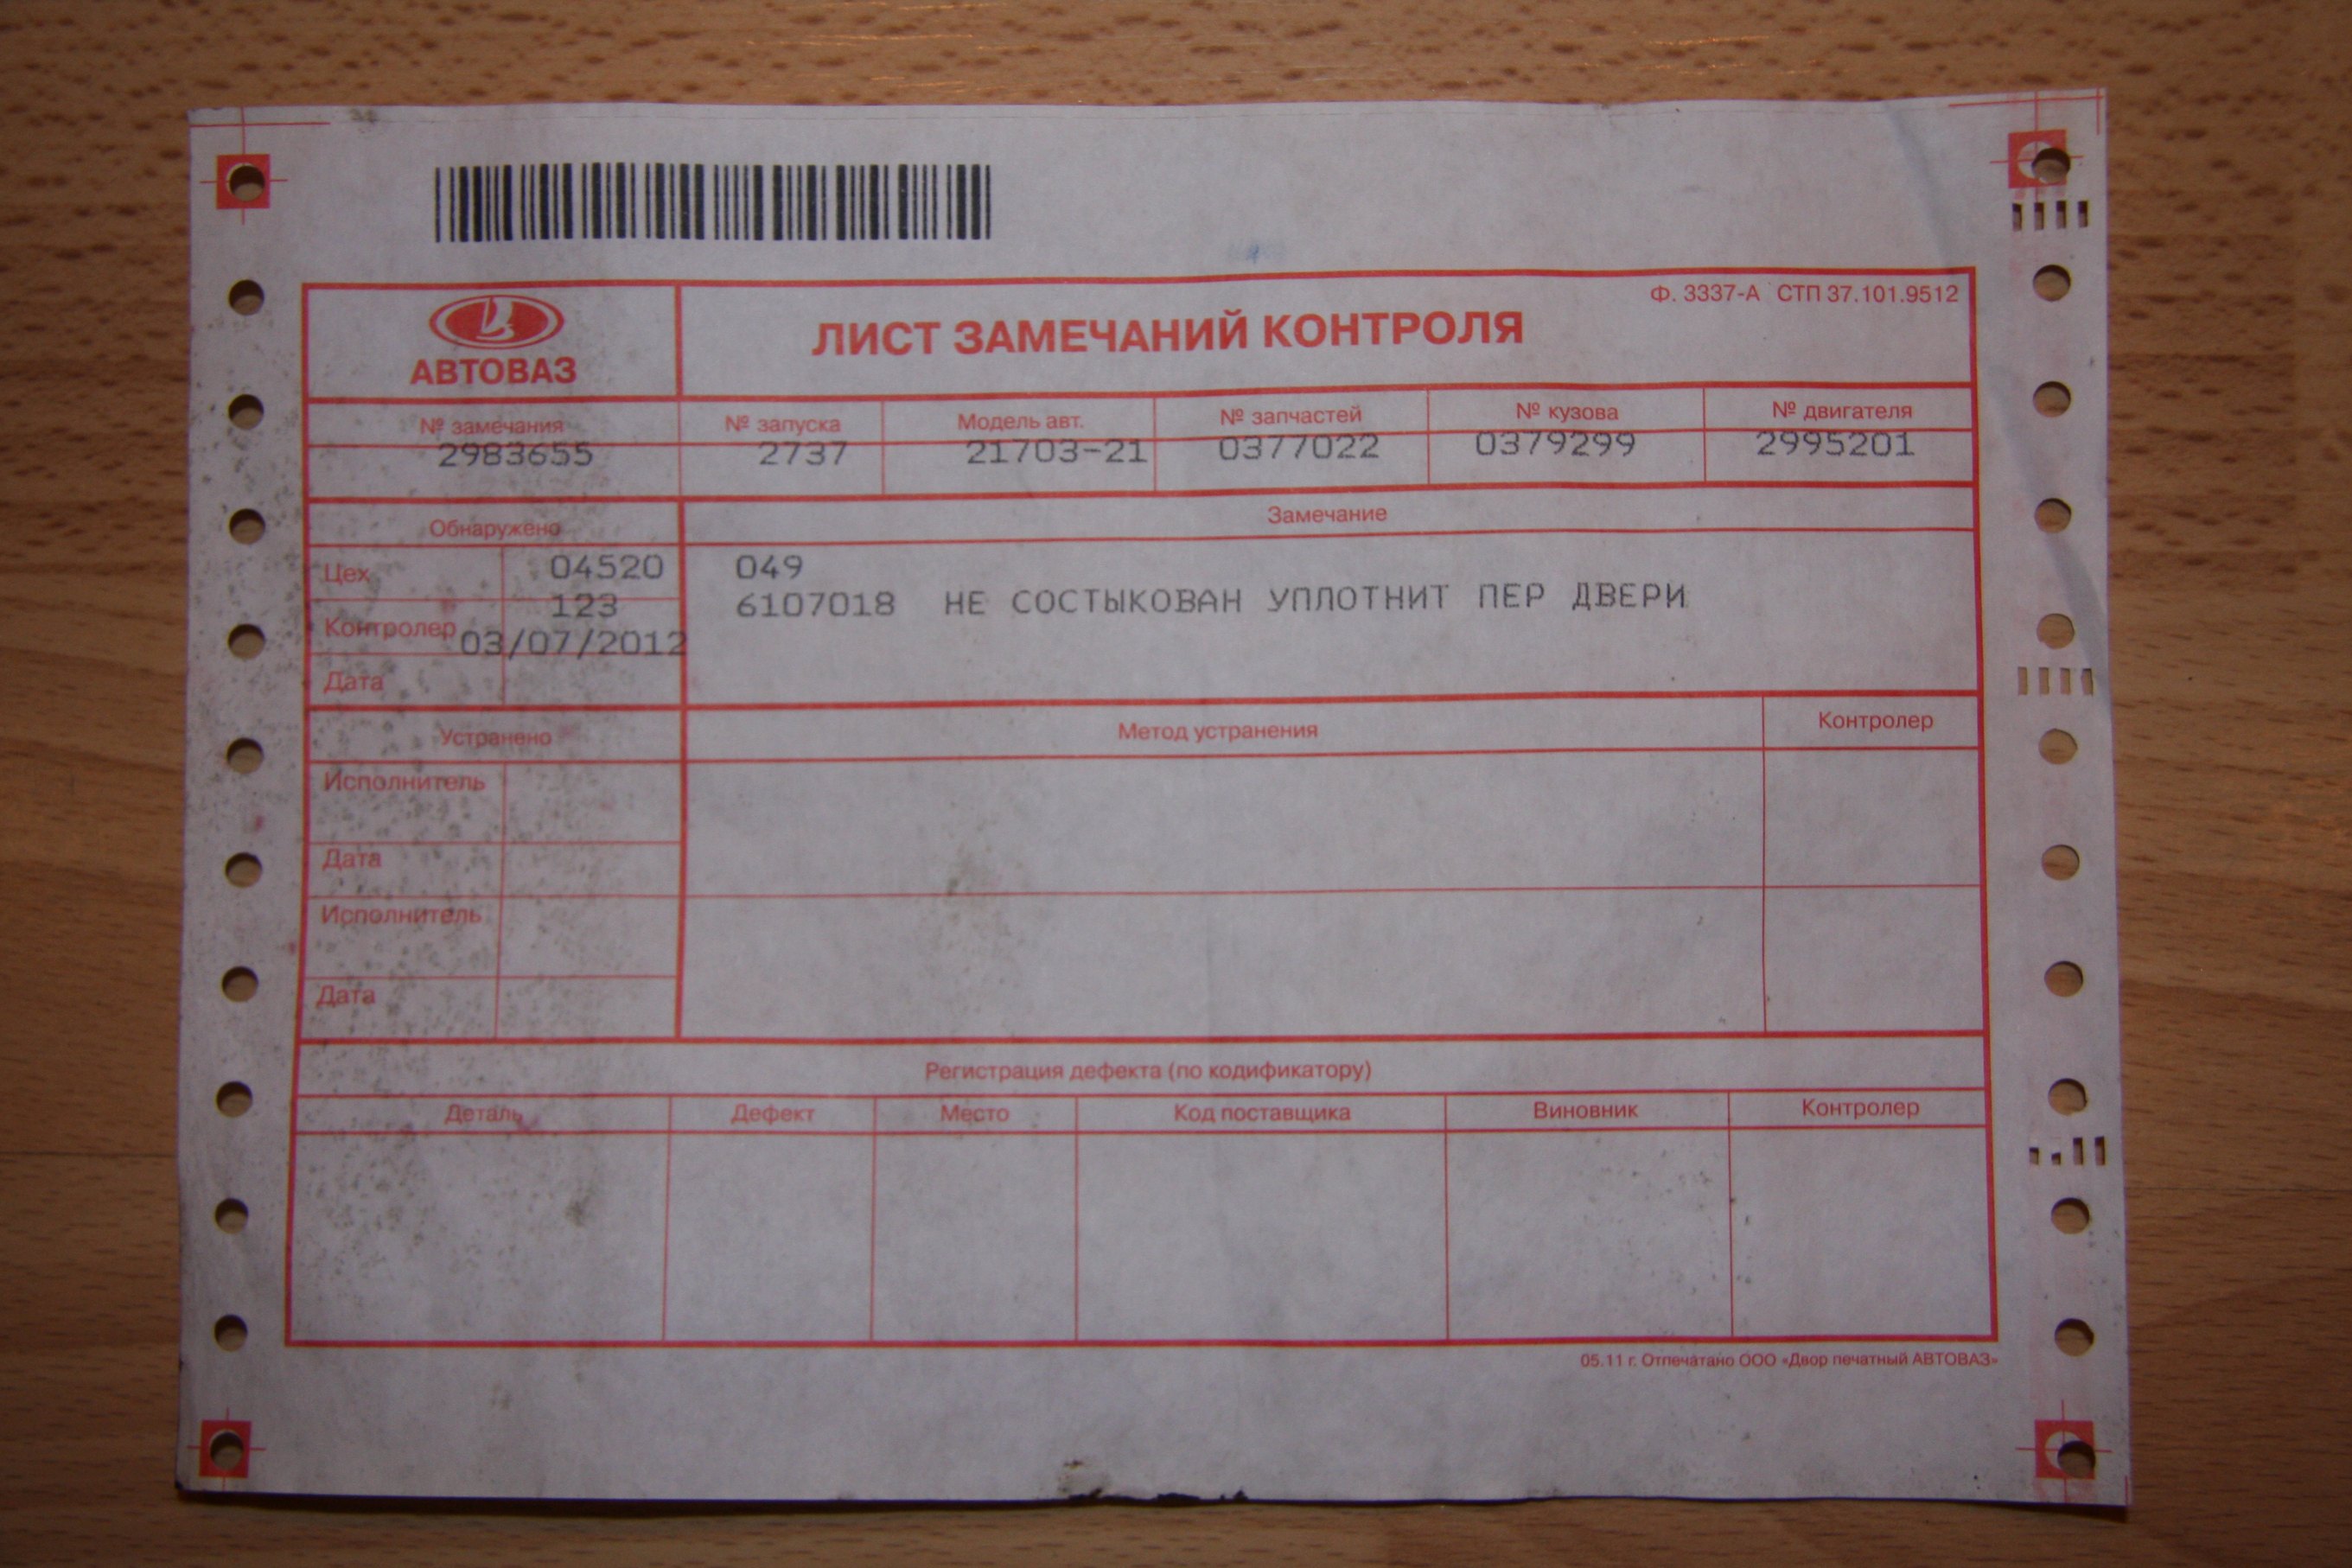 Ф. 3337-А СТП 37.101.9512
АВТОВАЗ
ЛИСТ ЗАМЕЧАНИЙ КОНТРОЛЯ
№ замечания № запуска Модель авт. № запчастей № кузова № двигателя
2983655 2737 21703-21 0377022 0379299 2995201
Обнаружено Замечание
Цех 04520 049
Контролер 123 6107018 НЕ СОСТЫКОВАН УПЛОТНИТ ПЕР ДВЕРИ
03/07/2012
Дата
Устранено Метод устранения Контролер
Исполнитель
Дата
Исполнитель
Дата
Регистрация дефекта (по кодификатору)
Деталь Дефект Место Код поставщика Виновник Контролер
05.11 г. Отпечатано ООО «Двор печатный АВТОВАЗ»